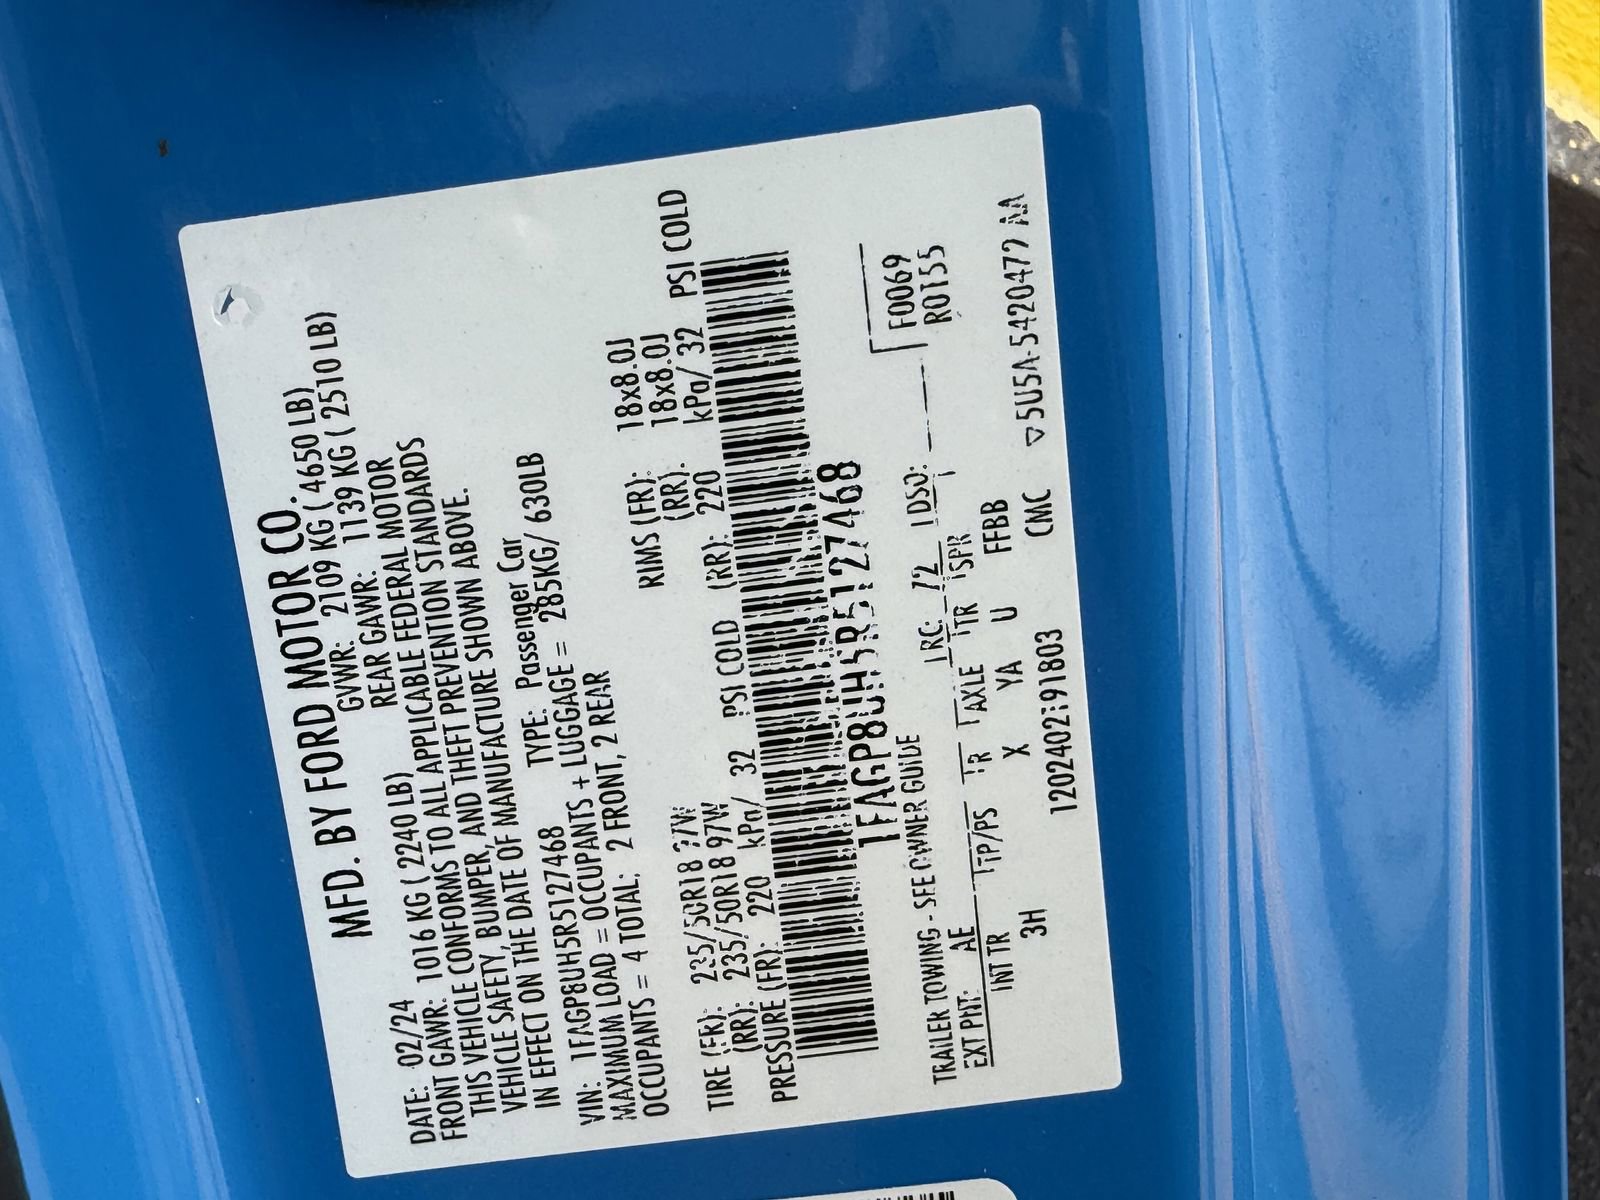 MFD. BY FORD MOTOR CO.
DATE: 02/24 GVWR: 2109 KG ( 4650 LB)
FRONT GAWR: 1016 KG ( 2240 LB) REAR GAWR: 1139 KG ( 2510 LB)
THIS VEHICLE CONFORMS TO ALL APPLICABLE FEDERAL MOTOR
VEHICLE SAFETY, BUMPER, AND THEFT PREVENTION STANDARDS
IN EFFECT ON THE DATE OF MANUFACTURE SHOWN ABOVE.
VIN: 1FAGP8UH5R5127468 TYPE: Passenger Car
MAXIMUM LOAD = OCCUPANTS + LUGGAGE = 285KG/ 630LB
OCCUPANTS = 4 TOTAL; 2 FRONT, 2 REAR
TIRE (FR): 235/50R18 97W RIMS (FR): 18x8.0J
(RR): 235/50R18 97W (RR): 18x8.0J
PRESSURE (FR): 220 kPa/ 32 PSI COLD (RR): 220 kPa/ 32 PSI COLD
1FAGP8UH5R5127468
TRAILER TOWING - SEE OWNER GUIDE
F0069
R0155
EXT PNT: AE RC: 72 DSO:
INT TR TP/PS R AXLE TR SPR
3H X YA U FFBB
120240291803 CMC ▽5U5A-5420472 AA